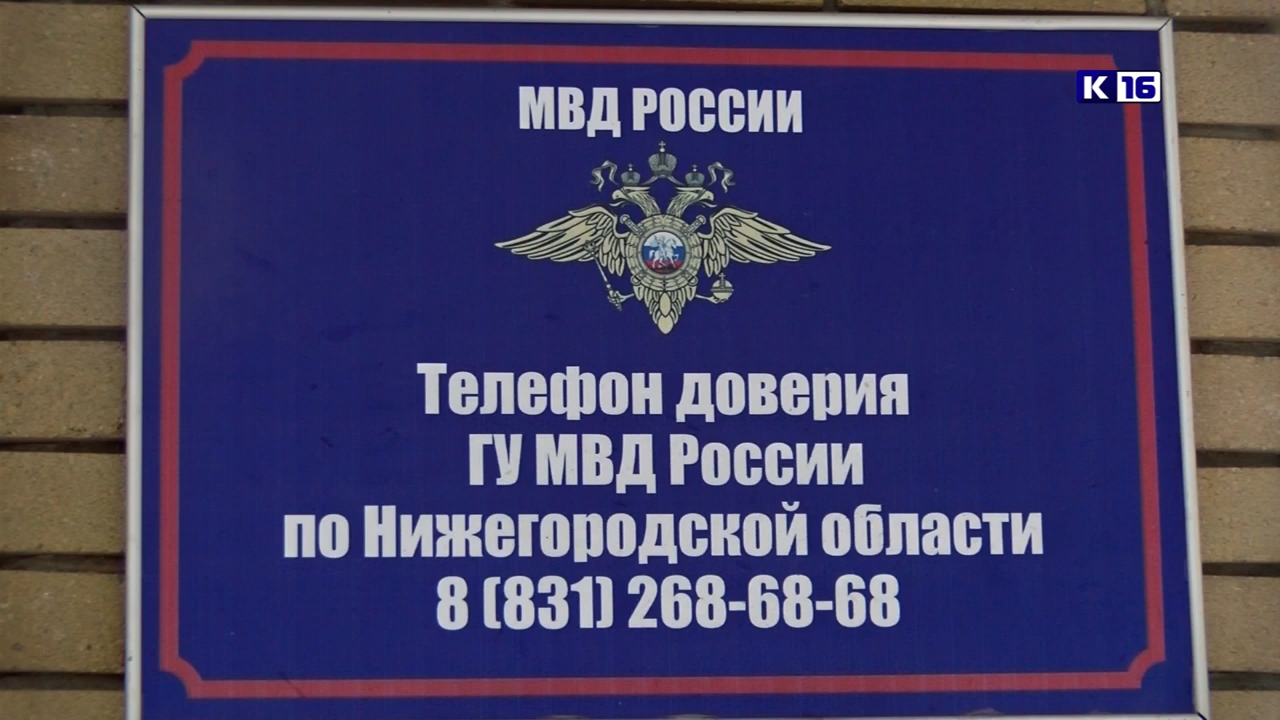 К 16
МВД РОССИИ
Телефон доверия
ГУ МВД России
по Нижегородской области
8 (831) 268-68-68